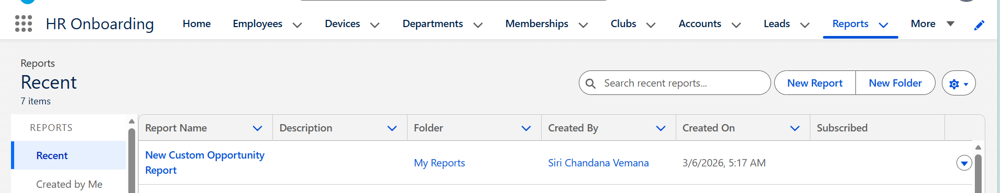 HR Onboarding Home Employees Devices Departments Memberships Clubs Accounts Leads Reports More
Reports
Recent
7 items
Search recent reports... New Report New Folder
REPORTS
Recent
Created by Me
Report Name Description Folder Created By Created On Subscribed
New Custom Opportunity
Report
My Reports Siri Chandana Vemana 3/6/2026, 5:17 AM